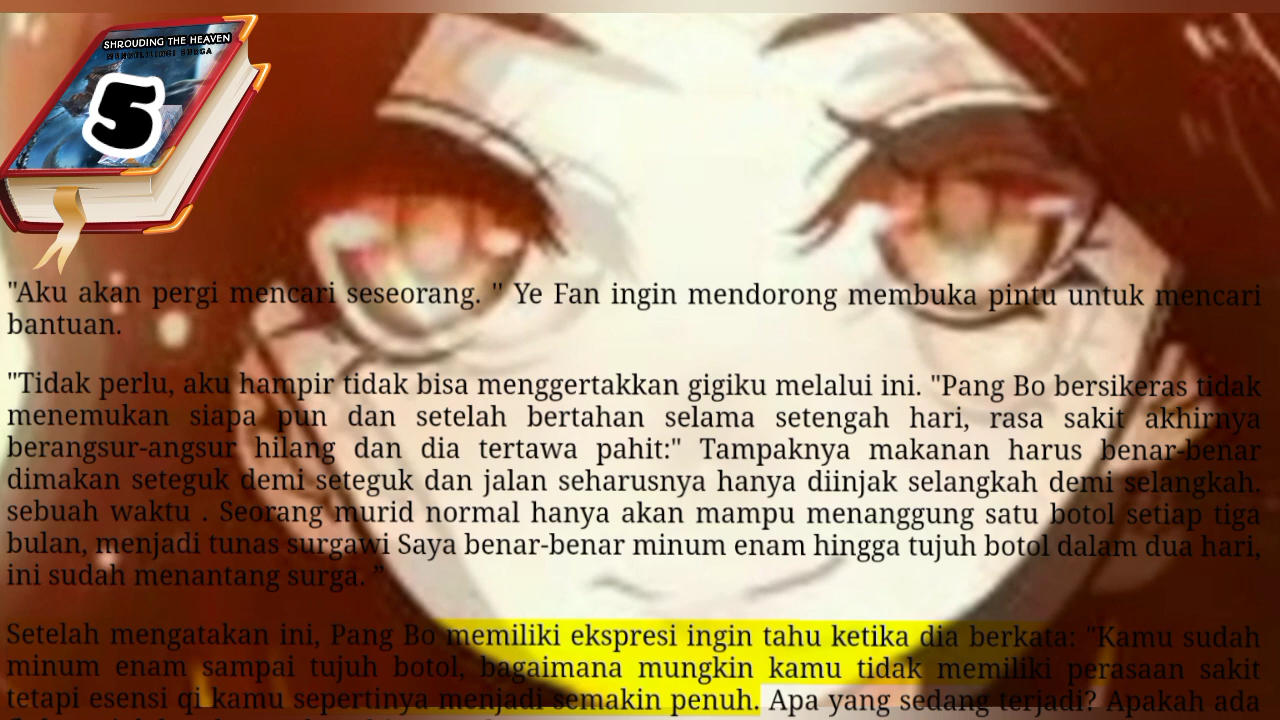 SHROUDING THE HEAVEN
5
"Aku akan pergi mencari seseorang. " Ye Fan ingin mendorong membuka pintu untuk mencari
bantuan.
"Tidak perlu, aku hampir tidak bisa menggertakkan gigiku melalui ini. "Pang Bo bersikeras tidak
menemukan siapa pun dan setelah bertahan selama setengah hari, rasa sakit akhirnya
berangsur-angsur hilang dan dia tertawa pahit:" Tampaknya makanan harus benar-benar
dimakan seteguk demi seteguk dan jalan seharusnya hanya diinjak selangkah demi selangkah.
sebuah waktu . Seorang murid normal hanya akan mampu menanggung satu botol setiap tiga
bulan, menjadi tunas surgawi Saya benar-benar minum enam hingga tujuh botol dalam dua hari,
ini sudah menantang surga. ”
Setelah mengatakan ini, Pang Bo memiliki ekspresi ingin tahu ketika dia berkata: "Kamu sudah
minum enam sampai tujuh botol, bagaimana mungkin kamu tidak memiliki perasaan sakit
tetapi esensi qi kamu sepertinya menjadi semakin penuh. Apa yang sedang terjadi? Apakah ada